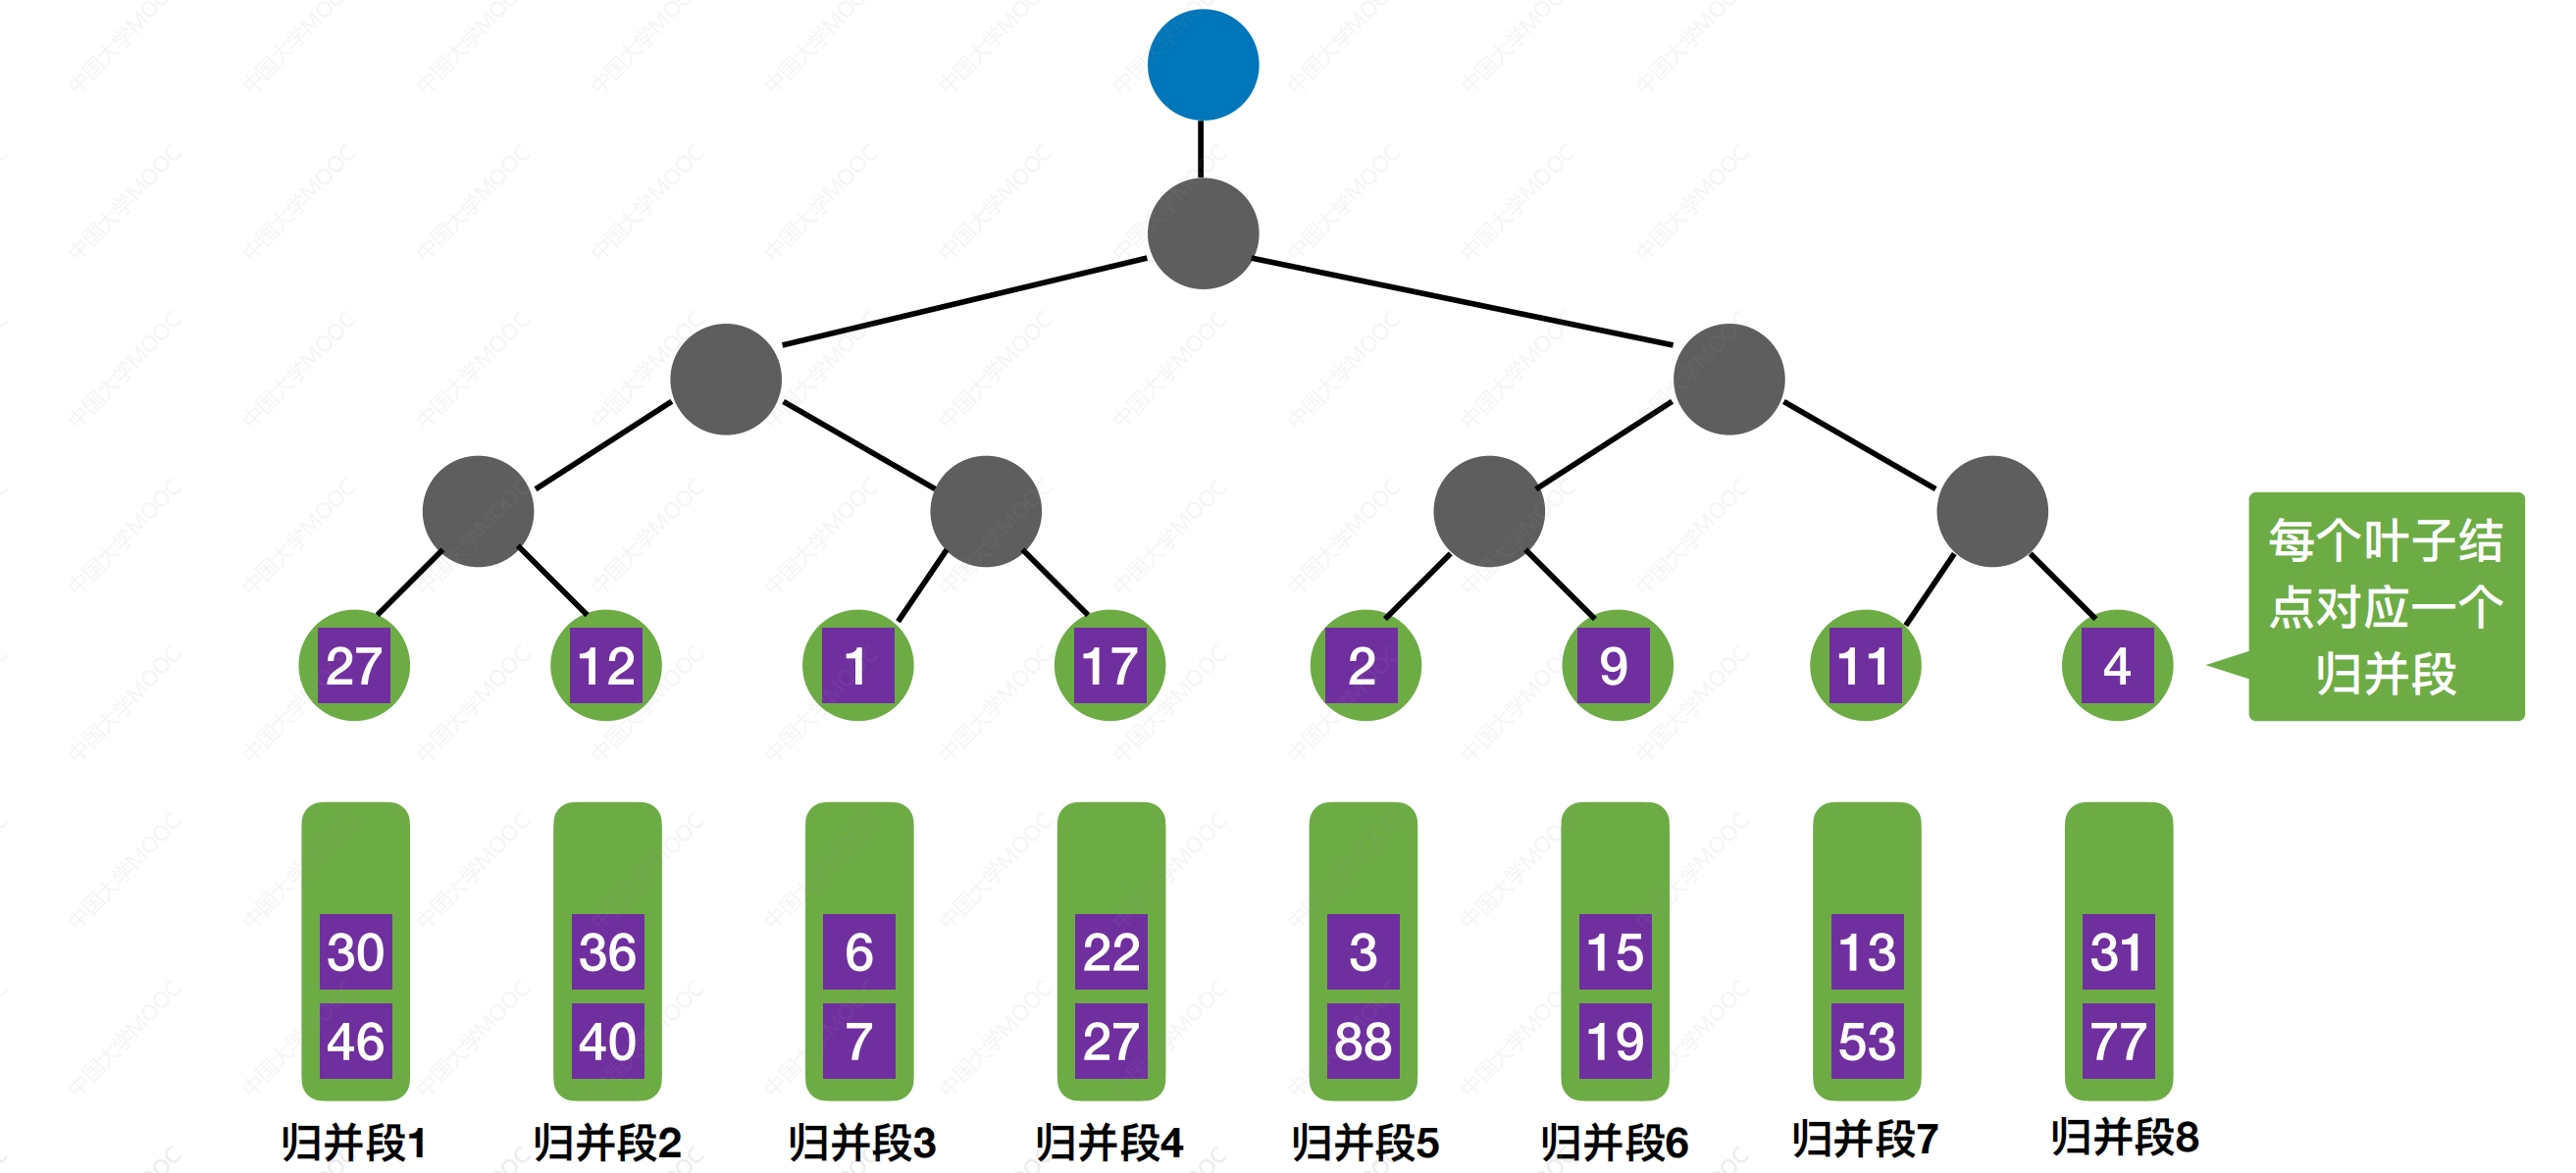 27 12 1 17 2 9 11 4
每个叶子结
点对应一个
归并段
30 36 6 22 3 15 13 31
46 40 7 27 88 19 53 77
归并段1 归并段2 归并段3 归并段4 归并段5 归并段6 归并段7 归并段8
中国大学MOOC